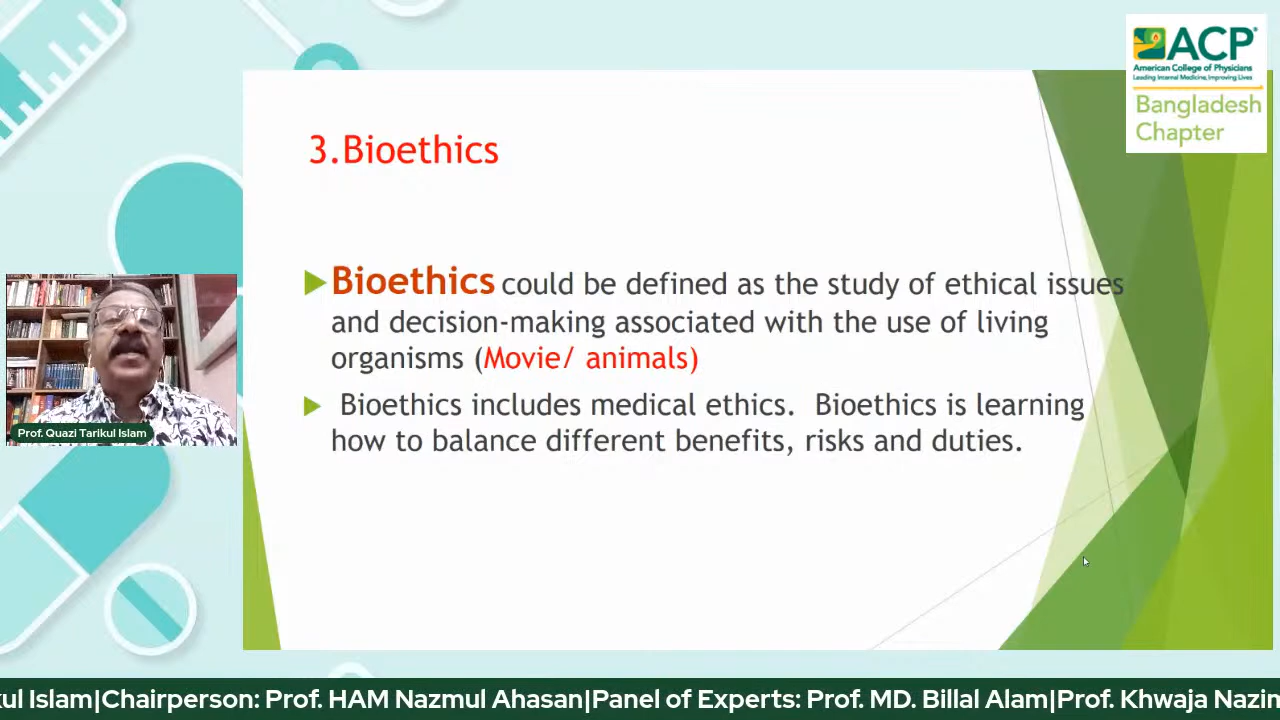 ACP
American College of Physicians
Leading Internal Medicine, Improving Lives
Bangladesh
Chapter
3.Bioethics
Bioethics could be defined as the study of ethical issues
and decision-making associated with the use of living
organisms (Movie/ animals)
Bioethics includes medical ethics. Bioethics is learning
how to balance different benefits, risks and duties.
Prof. Quazi Tarikul Islam
Islam|Chairperson: Prof. HAM Nazmul Ahasan|Panel of Experts: Prof. MD. Billal Alam|Prof. Khwaja